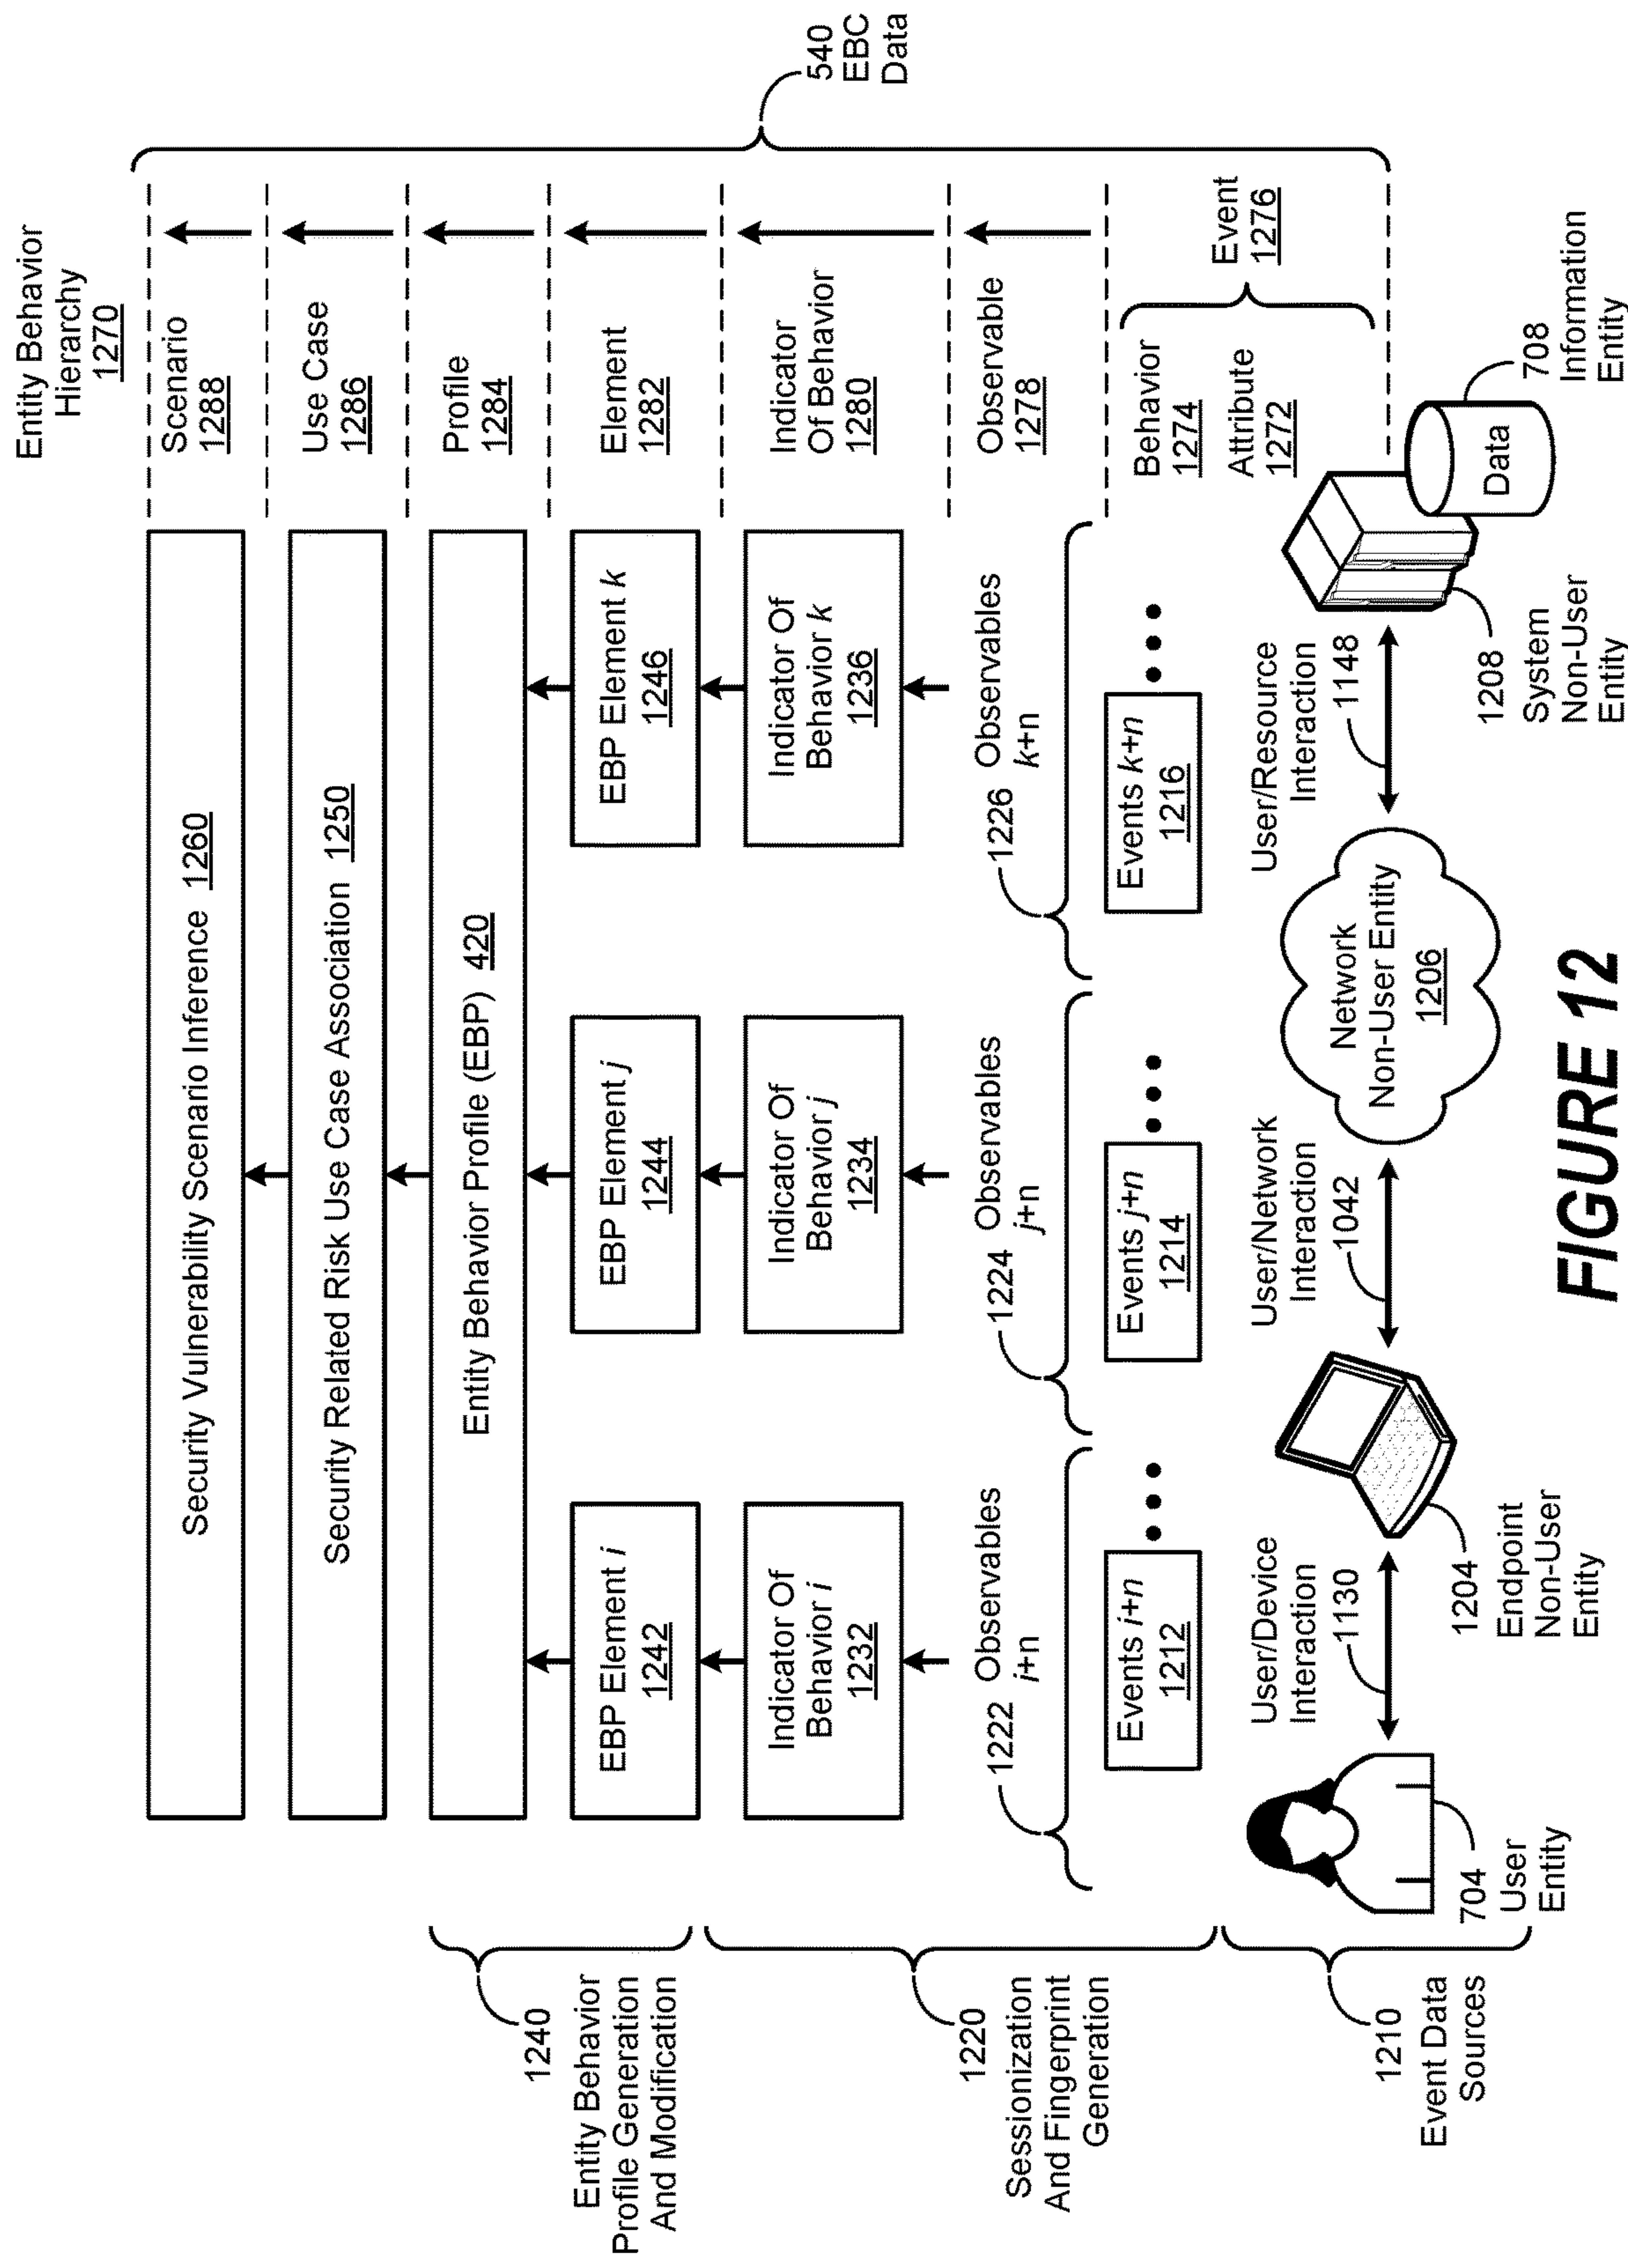 Entity Behavior
Hierarchy
1270
Security Vulnerability Scenario Inference 1260
Scenario
1288
Security Related Risk Use Case Association 1250
Use Case
1286
Entity Behavior Profile (EBP) 420
Profile
1284
540
EBC
Data
1240
Entity Behavior
Profile Generation
And Modification
EBP Element i
1242
EBP Element j
1244
EBP Element k
1246
Element
1282
Indicator Of
Behavior i
1232
Indicator Of
Behavior j
1234
Indicator Of
Behavior k
1236
Indicator
Of Behavior
1280
1220
Sessionization
And Fingerprint
Generation
1222
Observables
i+n
1224
Observables
j+n
1226
Observables
k+n
Observable
1278
Events i+n
1212
Events j+n
1214
Events k+n
1216
Behavior
1274
Attribute
1272
Event
1276
1210
Event Data
Sources
User/Device
Interaction
1130
User/Network
Interaction
1042
Network
Non-User Entity
1206
User/Resource
Interaction
1148
Data
704
User
Entity
1204
Endpoint
Non-User
Entity
1208
System
Non-User
Entity
708
Information
Entity
FIGURE 12